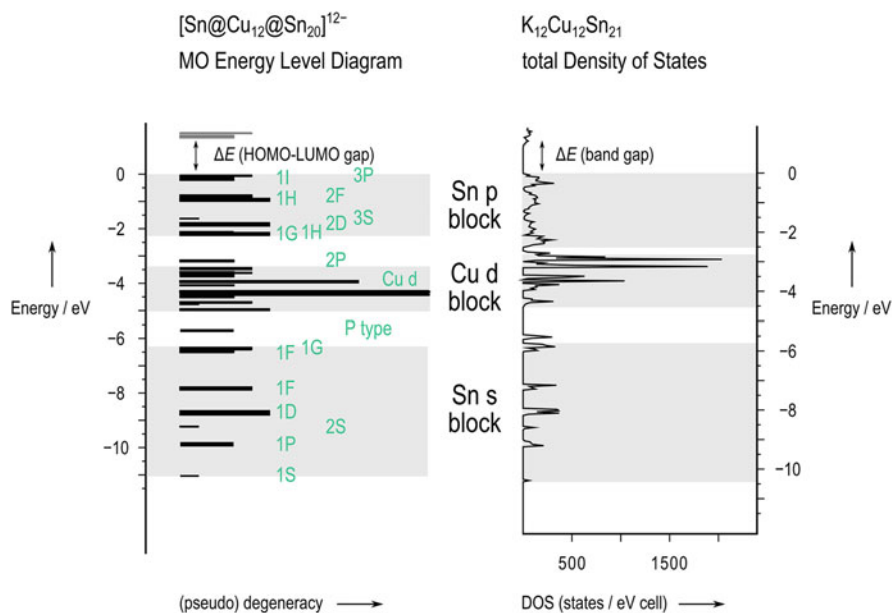 [Sn@Cu₁₂@Sn₂₀]¹²⁻
MO Energy Level Diagram
K₁₂Cu₁₂Sn₂₁
total Density of States
ΔE (HOMO-LUMO gap)
ΔE (band gap)
0
−2
−4
−6
−8
−10
Energy / eV
1I 3P
1H 2F
2D 3S
1G 1H
2P
Cu d
P type
1F 1G
1F
1D
2S
1P
1S
Sn p
block
Cu d
block
Sn s
block
0
−2
−4
−6
−8
−10
Energy / eV
500 1500
(pseudo) degeneracy
DOS (states / eV cell)